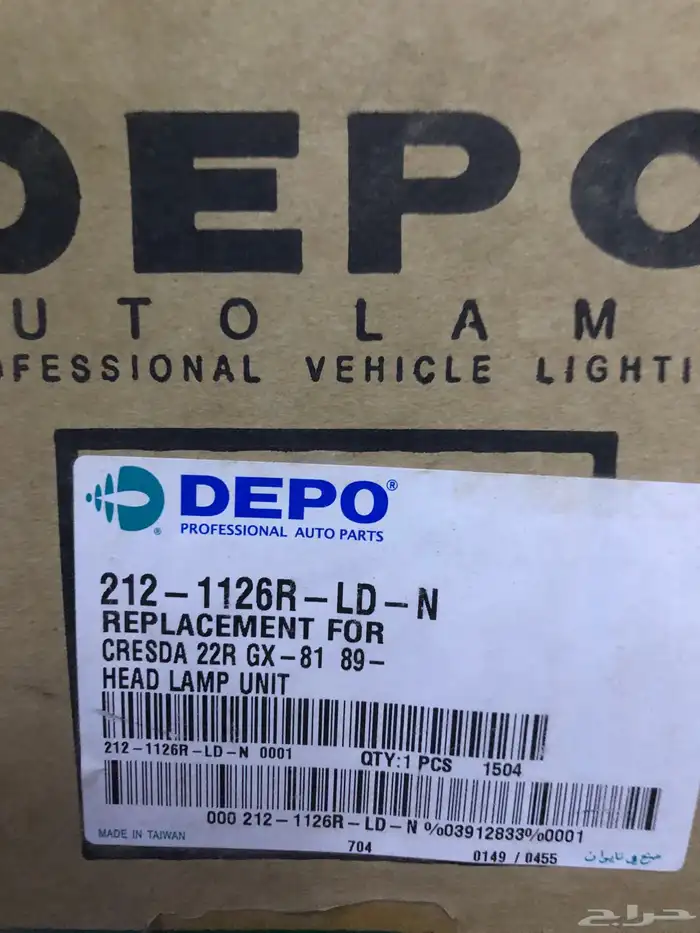 DEPO
UTO LAM
OFESSIONAL VEHICLE LIGHTI
DEPO®
®
PROFESSIONAL AUTO PARTS
212-1126R-LD-N
REPLACEMENT FOR
CRESDA 22R GX-81 89-
HEAD LAMP UNIT
212-1126R-LD-N 0001 QTY:1 PCS 1504
000 212-1126R-LD-N %03912833%0001
MADE IN TAIWAN 704 0149 / 0455 صنع في تايوان
حراج